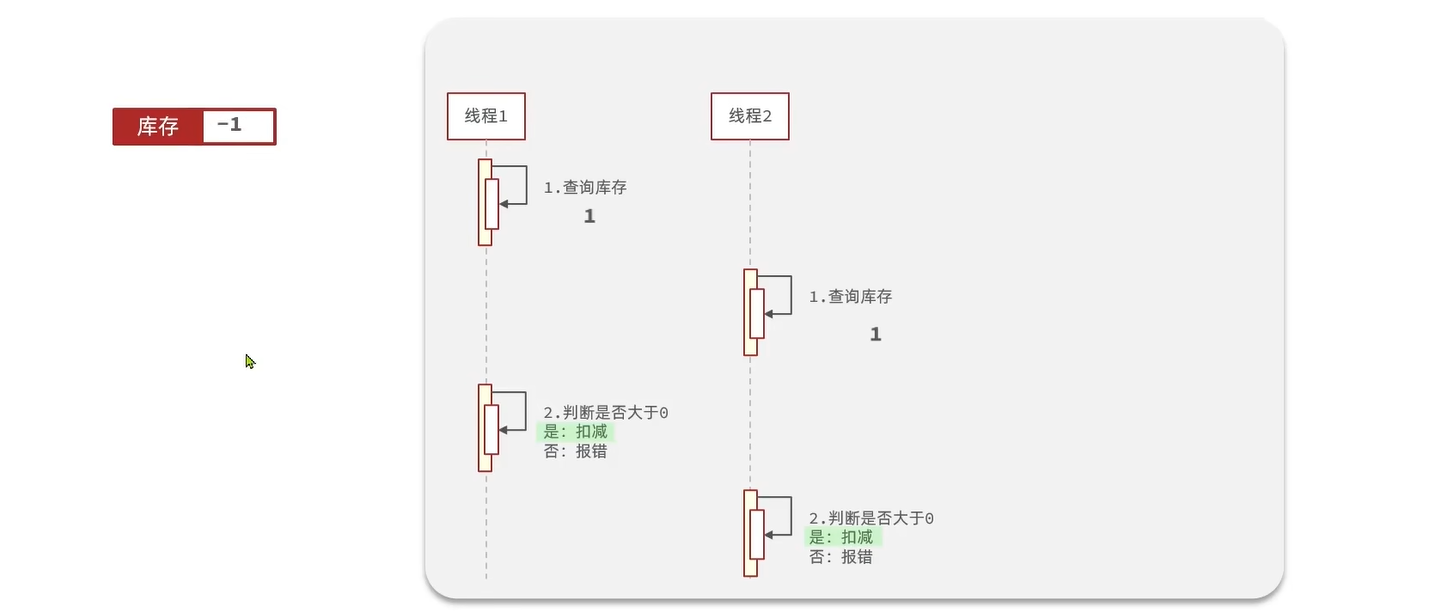 线程1
线程2
库存 -1
1.查询库存
1
1.查询库存
1
2.判断是否大于0
是：扣减
否：报错
2.判断是否大于0
是：扣减
否：报错